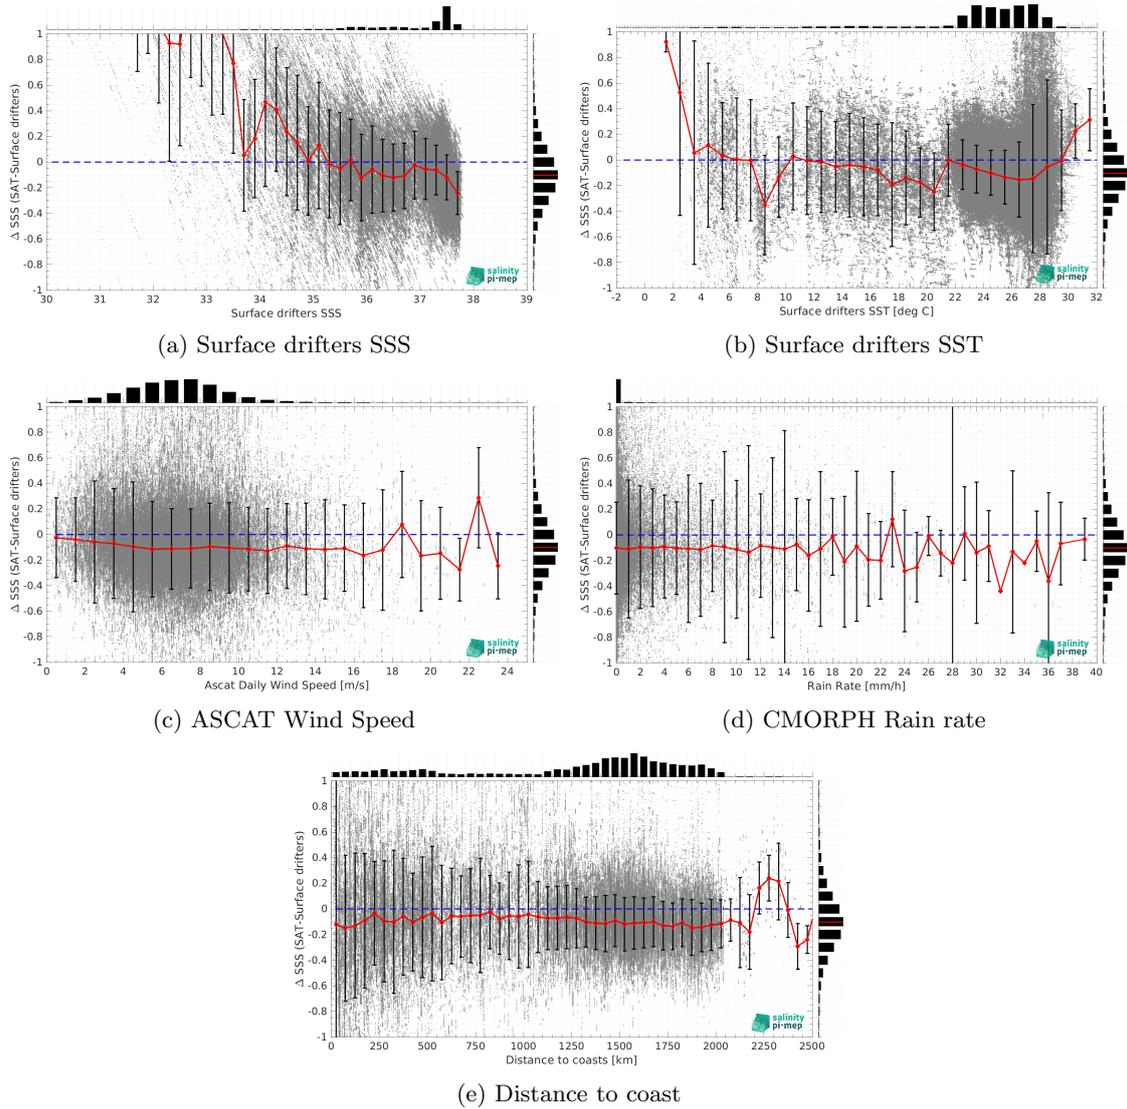 Δ SSS (SAT-Surface drifters)
1
0.8
0.6
0.4
0.2
0
-0.2
-0.4
-0.6
-0.8
-1
salinity
pi-mep
30 31 32 33 34 35 36 37 38 39
Surface drifters SSS
(a) Surface drifters SSS
Δ SSS (SAT-Surface drifters)
1
0.8
0.6
0.4
0.2
0
-0.2
-0.4
-0.6
-0.8
-1
salinity
pi-mep
-2 0 2 4 6 8 10 12 14 16 18 20 22 24 26 28 30 32
Surface drifters SST [deg C]
(b) Surface drifters SST
Δ SSS (SAT-Surface drifters)
1
0.8
0.6
0.4
0.2
0
-0.2
-0.4
-0.6
-0.8
-1
salinity
pi-mep
0 2 4 6 8 10 12 14 16 18 20 22 24
Ascat Daily Wind Speed [m/s]
(c) ASCAT Wind Speed
Δ SSS (SAT-Surface drifters)
1
0.8
0.6
0.4
0.2
0
-0.2
-0.4
-0.6
-0.8
-1
salinity
pi-mep
0 2 4 6 8 10 12 14 16 18 20 22 24 26 28 30 32 34 36 38 40
Rain Rate [mm/h]
(d) CMORPH Rain rate
Δ SSS (SAT-Surface drifters)
1
0.8
0.6
0.4
0.2
0
-0.2
-0.4
-0.6
-0.8
-1
salinity
pi-mep
0 250 500 750 1000 1250 1500 1750 2000 2250 2500
Distance to coasts [km]
(e) Distance to coast